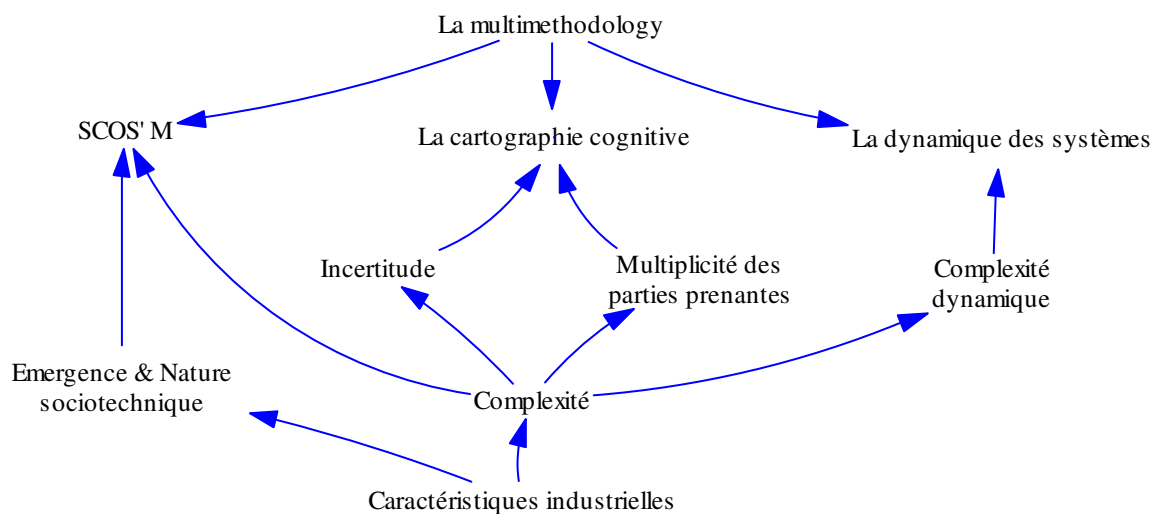 La multimethodology
SCOS' M
La cartographie cognitive
La dynamique des systèmes
Incertitude
Multiplicité des
parties prenantes
Complexité
dynamique
Emergence & Nature
sociotechnique
Complexité
Caractéristiques industrielles